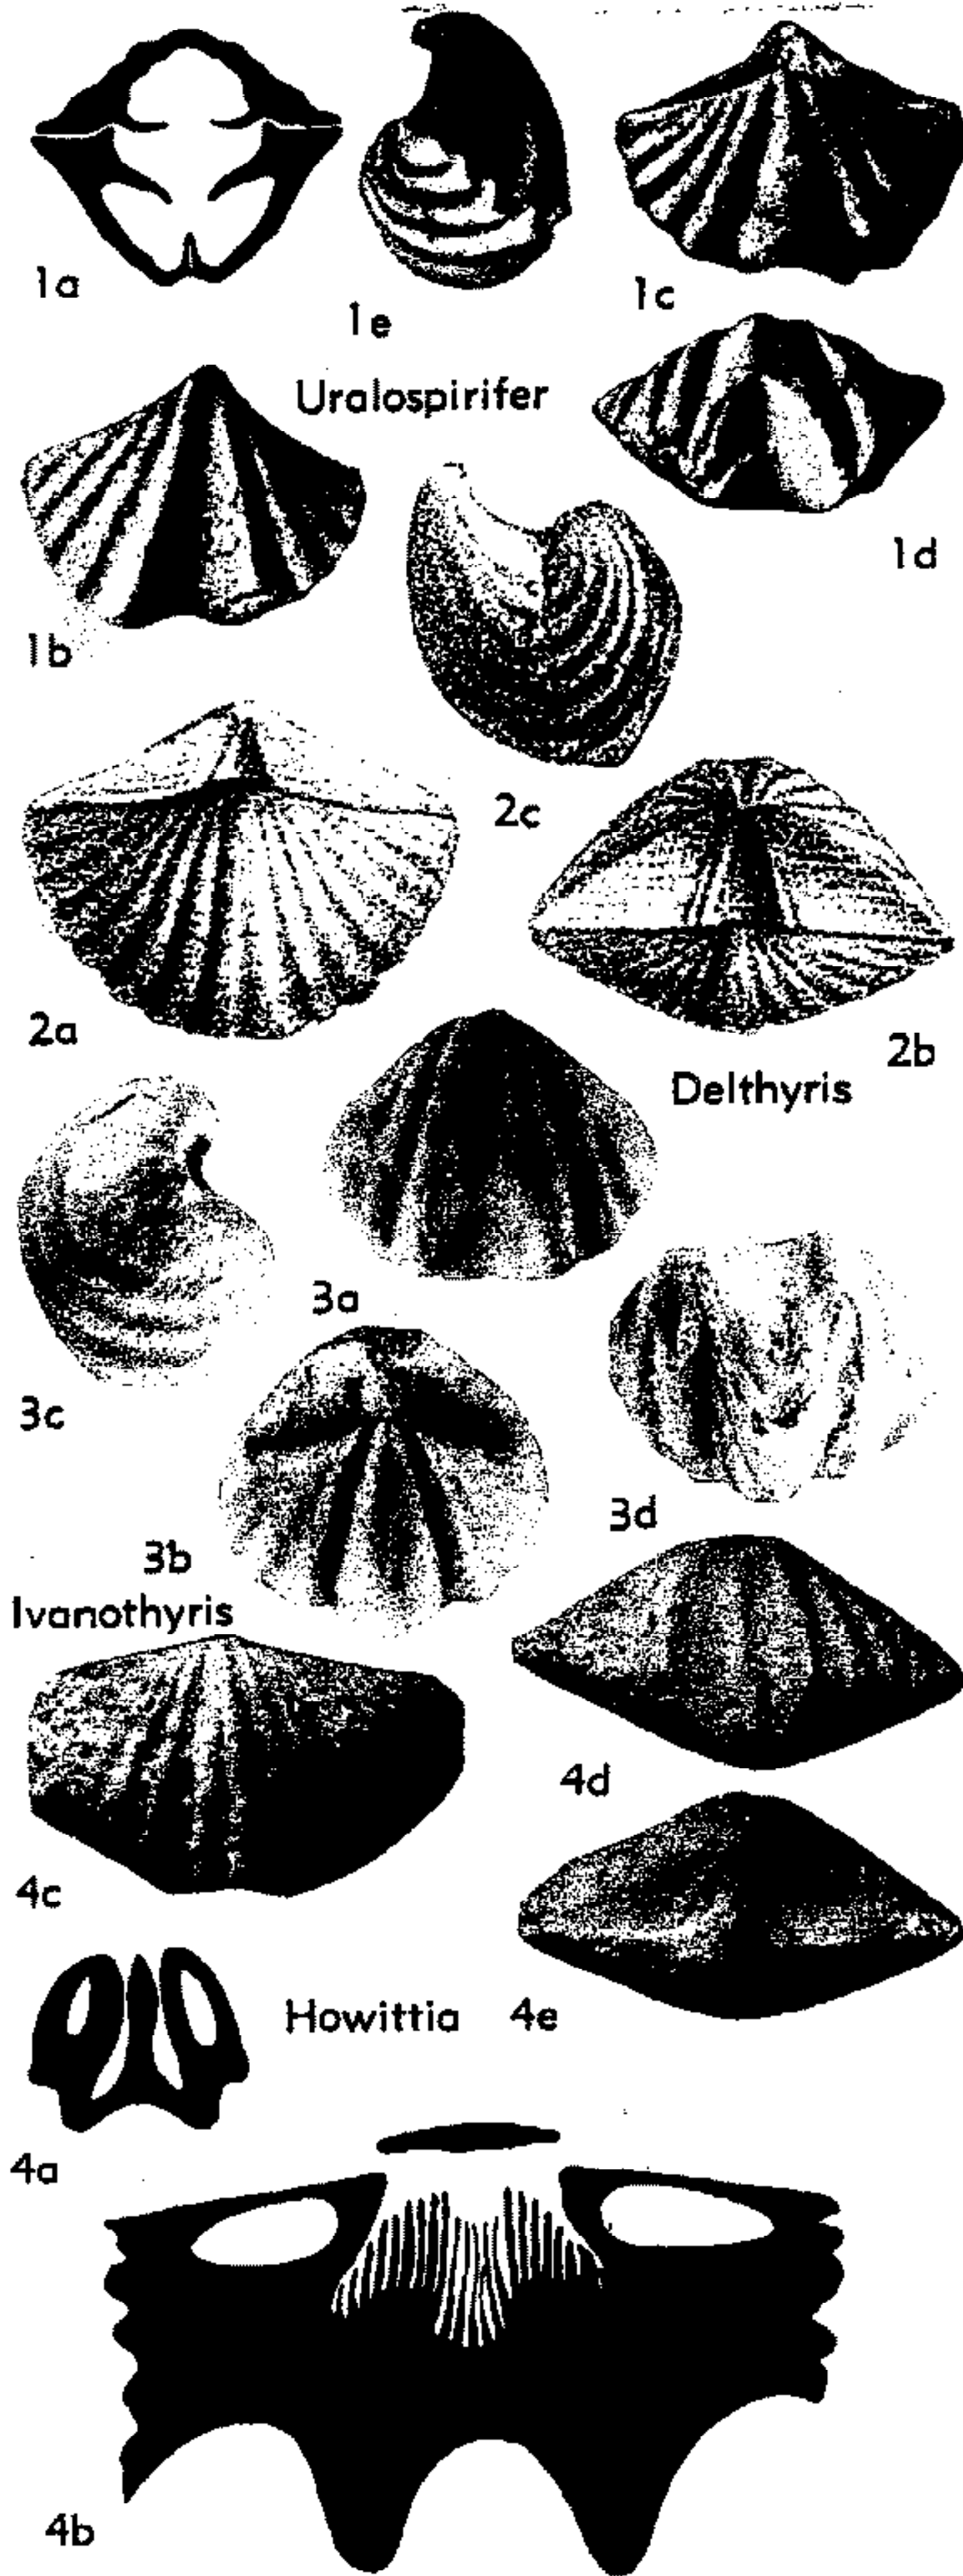 1a
1e
1c
Uralospirifer
1d
1b
2c
2a
2b
Delthyris
3a
3c
3d
3b
Ivanothyris
4d
4c
Howittia
4e
4a
4b